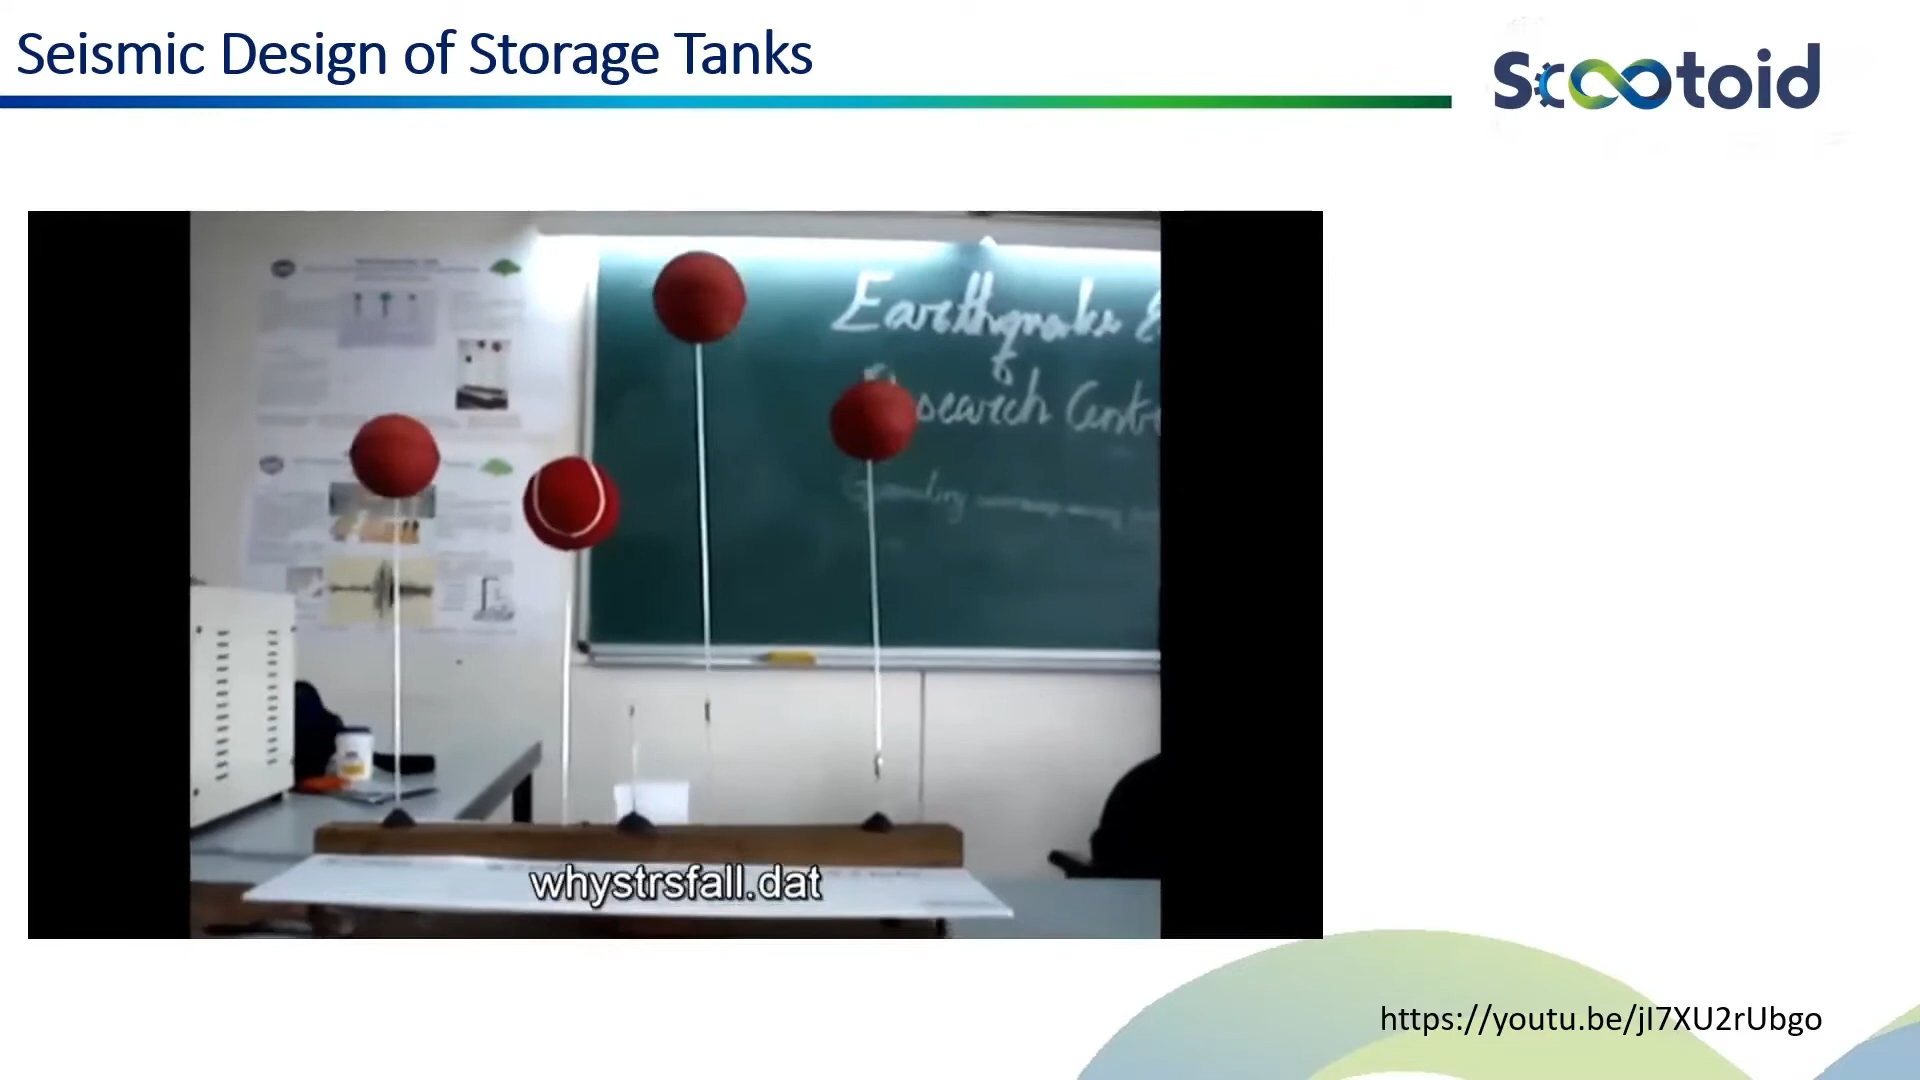 Seismic Design of Storage Tanks
Scootoid
Earthquake E
Research Centre
whystrsfall.dat
https://youtu.be/jI7XU2rUbgo